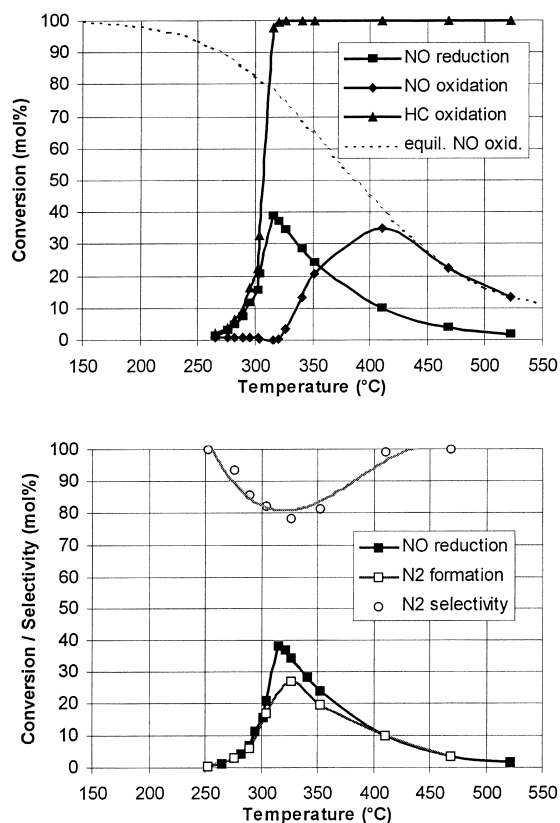 100
90
80
70
60
50
40
30
20
10
0
Conversion (mol%)
NO reduction
NO oxidation
HC oxidation
equil. NO oxid.
150 200 250 300 350 400 450 500 550
Temperature (°C)
100
90
80
70
60
50
40
30
20
10
0
Conversion / Selectivity (mol%)
NO reduction
N2 formation
N2 selectivity
150 200 250 300 350 400 450 500 550
Temperature (°C)